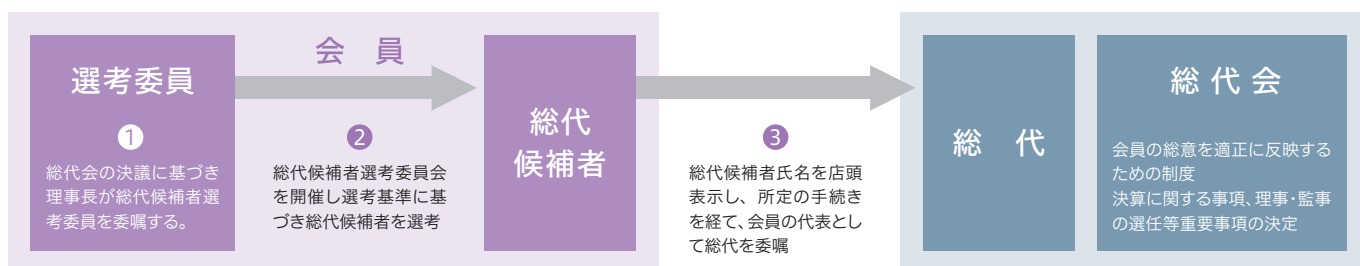 選考委員
1
総代会の決議に基づき
理事長が総代候補者選
考委員を委嘱する。
会員
2
総代候補者選考委員会
を開催し選考基準に基
づき総代候補者を選考
総代
候補者
3
総代候補者氏名を店頭
表示し、所定の手続き
を経て、会員の代表とし
て総代を委嘱
総代
総代会
会員の総意を適正に反映する
ための制度
決算に関する事項、理事・監事
の選任等重要事項の決定